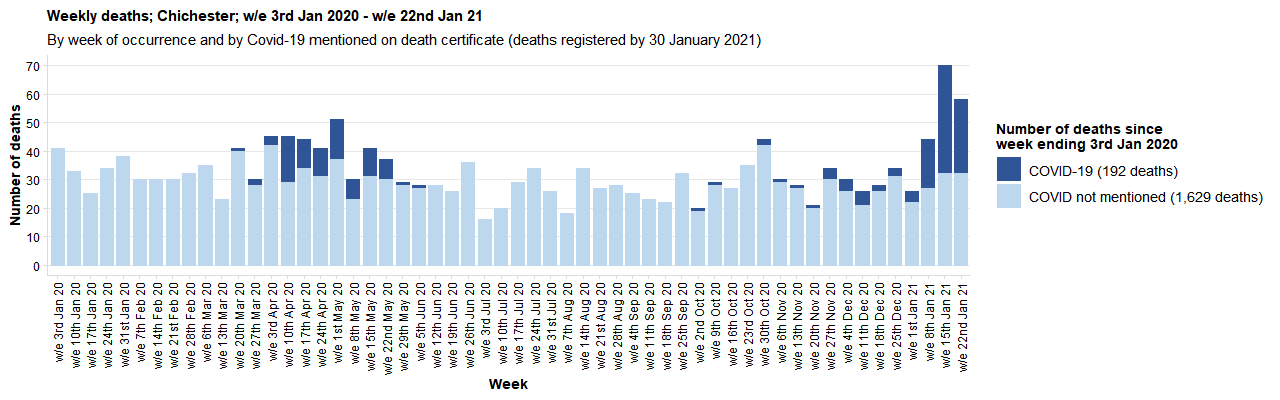 Weekly deaths; Chichester; w/e 3rd Jan 2020 - w/e 22nd Jan 21
By week of occurrence and by Covid-19 mentioned on death certificate (deaths registered by 30 January 2021)
Number of deaths
70
60
50
40
30
20
10
0
w/e 3rd Jan 20
w/e 10th Jan 20
w/e 17th Jan 20
w/e 24th Jan 20
w/e 31st Jan 20
w/e 7th Feb 20
w/e 14th Feb 20
w/e 21st Feb 20
w/e 28th Feb 20
w/e 6th Mar 20
w/e 13th Mar 20
w/e 20th Mar 20
w/e 27th Mar 20
w/e 3rd Apr 20
w/e 10th Apr 20
w/e 17th Apr 20
w/e 24th Apr 20
w/e 1st May 20
w/e 8th May 20
w/e 15th May 20
w/e 22nd May 20
w/e 29th May 20
w/e 5th Jun 20
w/e 12th Jun 20
w/e 19th Jun 20
w/e 26th Jun 20
w/e 3rd Jul 20
w/e 10th Jul 20
w/e 17th Jul 20
w/e 24th Jul 20
w/e 31st Jul 20
w/e 7th Aug 20
w/e 14th Aug 20
w/e 21st Aug 20
w/e 28th Aug 20
w/e 4th Sep 20
w/e 11th Sep 20
w/e 18th Sep 20
w/e 25th Sep 20
w/e 2nd Oct 20
w/e 9th Oct 20
w/e 16th Oct 20
w/e 23rd Oct 20
w/e 30th Oct 20
w/e 6th Nov 20
w/e 13th Nov 20
w/e 20th Nov 20
w/e 27th Nov 20
w/e 4th Dec 20
w/e 11th Dec 20
w/e 18th Dec 20
w/e 25th Dec 20
w/e 1st Jan 21
w/e 8th Jan 21
w/e 15th Jan 21
w/e 22nd Jan 21
Week
Number of deaths since
week ending 3rd Jan 2020
COVID-19 (192 deaths)
COVID not mentioned (1,629 deaths)